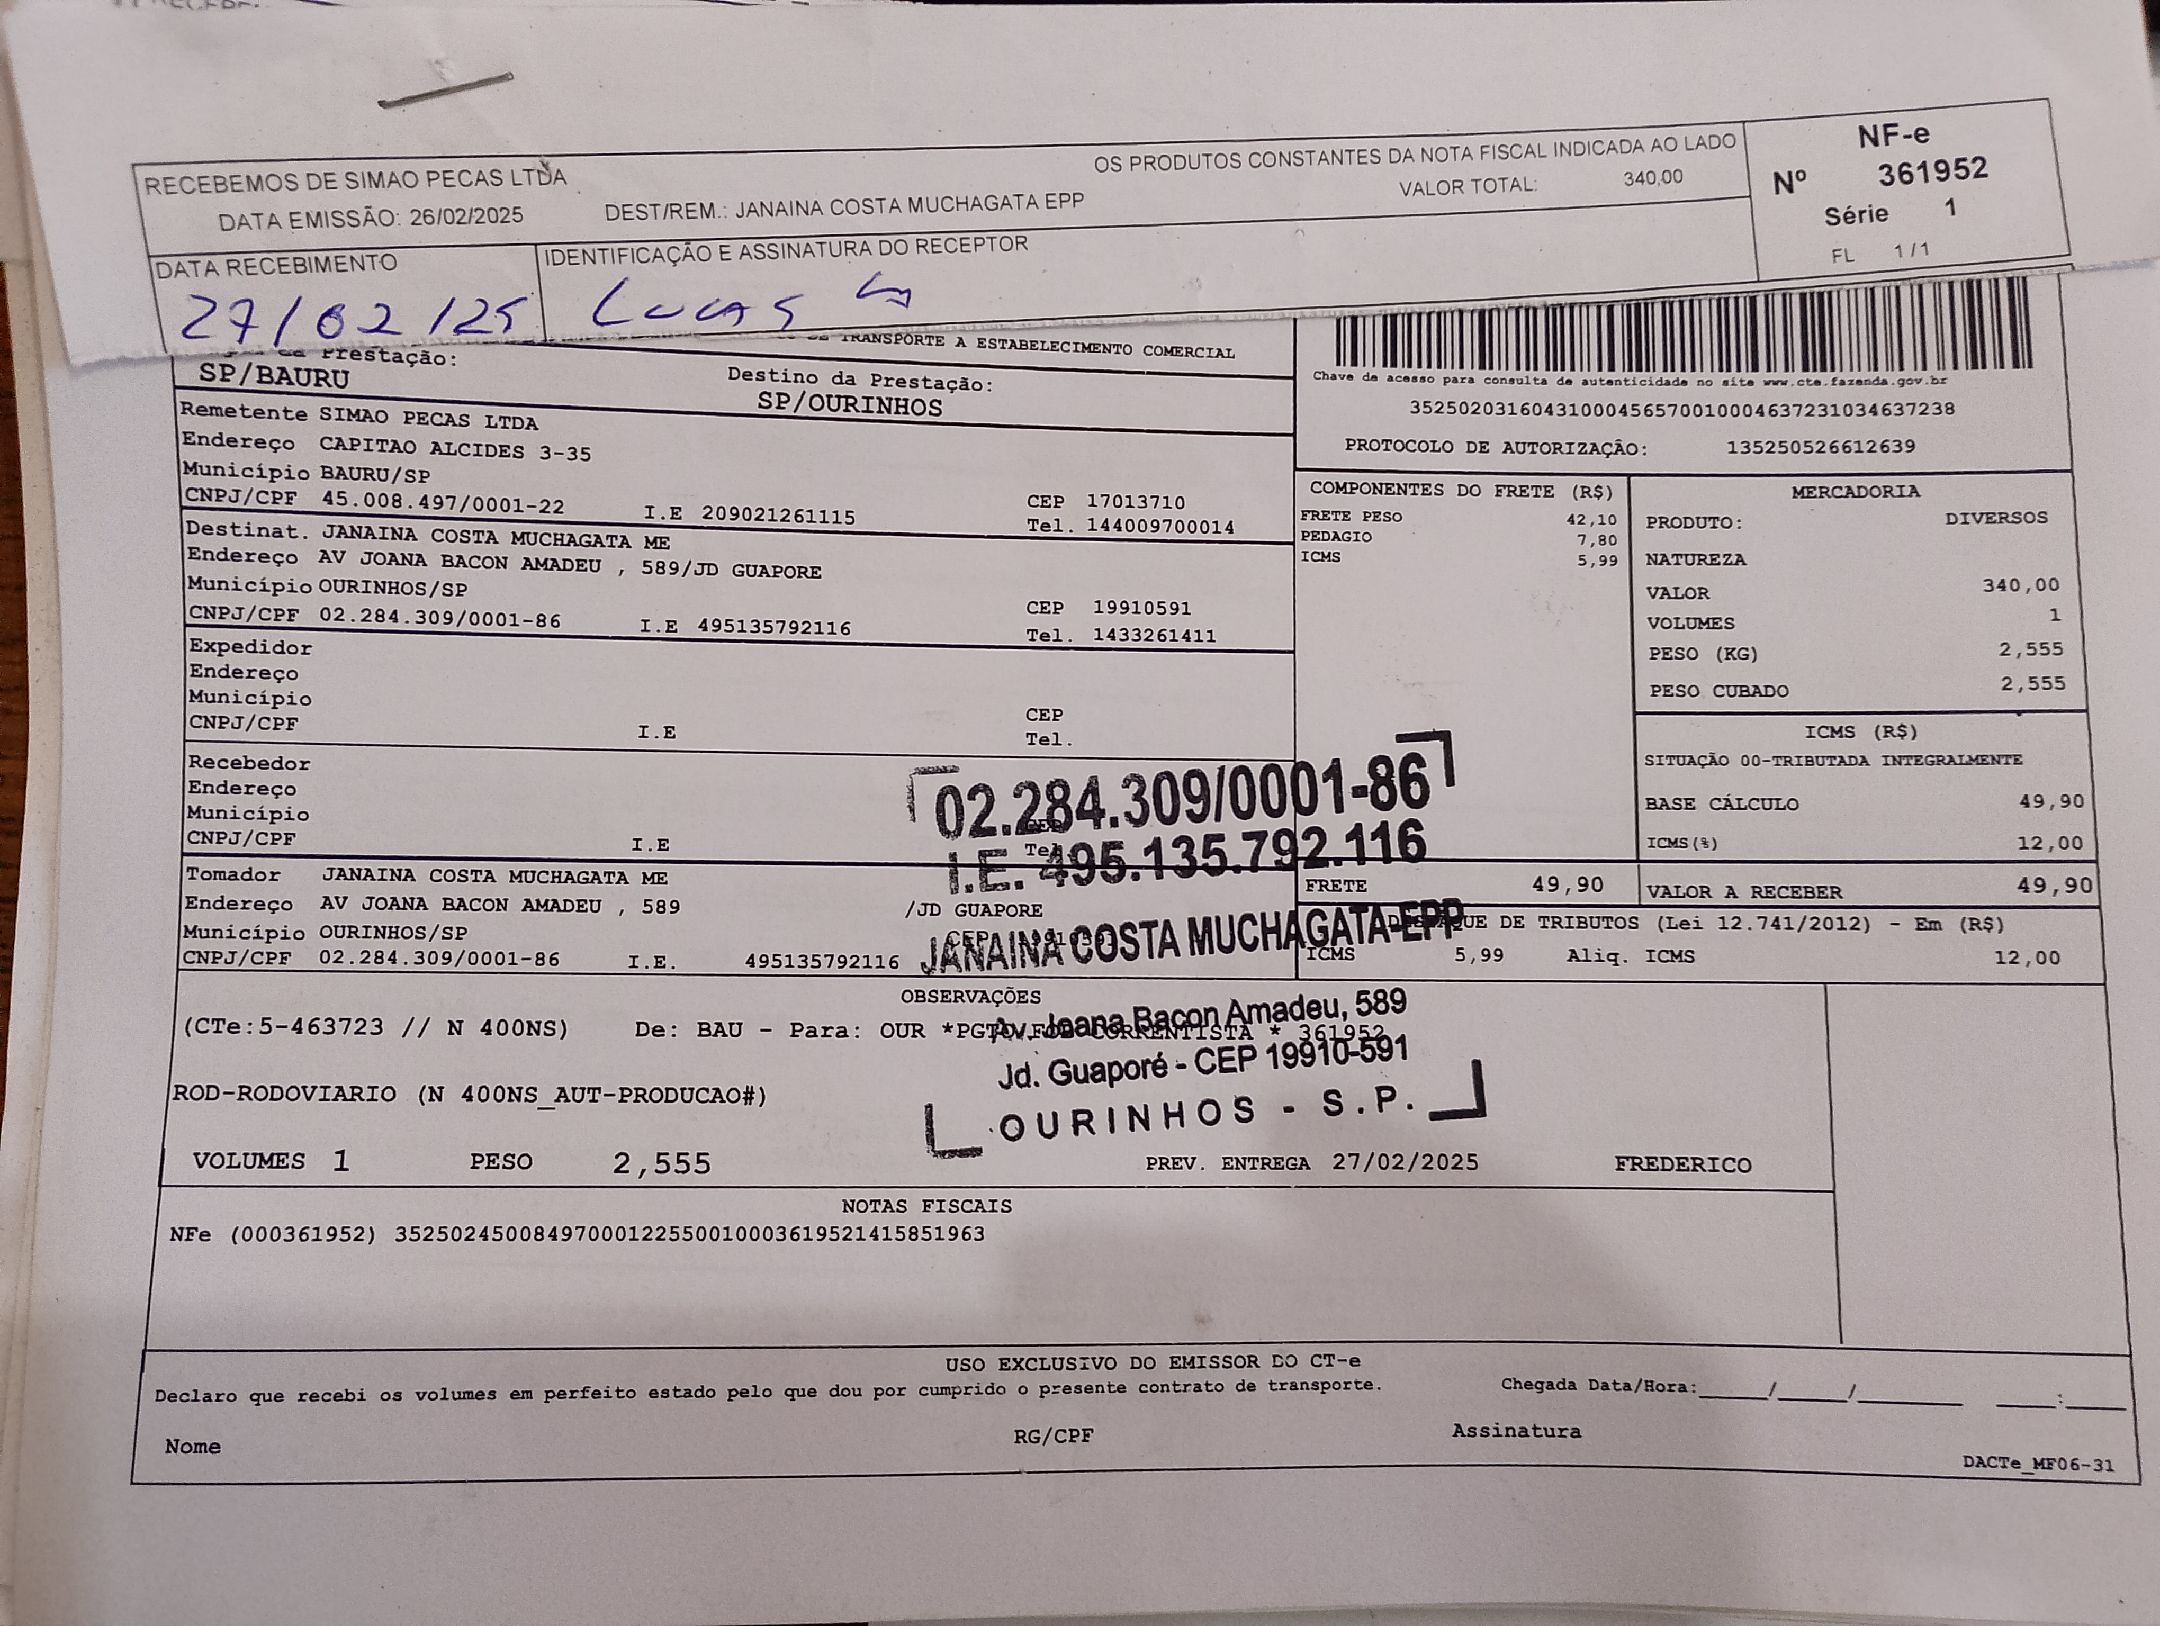 RECEBEMOS DE SIMAO PECAS LTDA OS PRODUTOS CONSTANTES DA NOTA FISCAL INDICADA AO LADO
DATA EMISSÃO: 26/02/2025 DEST/REM.: JANAINA COSTA MUCHAGATA EPP VALOR TOTAL: 340,00
NF-e
Nº 361952
Série 1
FL 1/1
DATA RECEBIMENTO
27/02/25
IDENTIFICAÇÃO E ASSINATURA DO RECEPTOR
LUCAS
TRANSPORTE A ESTABELECIMENTO COMERCIAL
Prestação:
SP/BAURU
Destino da Prestação:
SP/OURINHOS
Chave de acesso para consulta de autenticidade no site www.cte.fazenda.gov.br
35250203160431000456570010004637231034637238
PROTOCOLO DE AUTORIZAÇÃO: 135250526612639
Remetente SIMAO PECAS LTDA
Endereço CAPITAO ALCIDES 3-35
Município BAURU/SP
CNPJ/CPF 45.008.497/0001-22 I.E 209021261115
CEP 17013710
Tel. 144009700014
Destinat. JANAINA COSTA MUCHAGATA ME
Endereço AV JOANA BACON AMADEU , 589/JD GUAPORE
Município OURINHOS/SP
CNPJ/CPF 02.284.309/0001-86 I.E 495135792116
CEP 19910591
Tel. 1433261411
Expedidor
Endereço
Município
CNPJ/CPF I.E
CEP
Tel.
Recebedor
Endereço
Município
CNPJ/CPF I.E
Tomador JANAINA COSTA MUCHAGATA ME
Endereço AV JOANA BACON AMADEU , 589 /JD GUAPORE
Município OURINHOS/SP
CNPJ/CPF 02.284.309/0001-86 I.E. 495135792116
COMPONENTES DO FRETE (R$)
FRETE PESO 42,10
PEDAGIO 7,80
ICMS 5,99
MERCADORIA
PRODUTO: DIVERSOS
NATUREZA
VALOR 340,00
VOLUMES 1
PESO (KG) 2,555
PESO CUBADO 2,555
ICMS (R$)
SITUAÇÃO 00-TRIBUTADA INTEGRALMENTE
BASE CÁLCULO 49,90
ICMS(%) 12,00
FRETE 49,90 VALOR A RECEBER 49,90
DE TRIBUTOS (Lei 12.741/2012) - Em (R$)
ICMS 5,99 Aliq. ICMS 12,00
02.284.309/0001-86
I.E. 495.135.792.116
JANAINA COSTA MUCHAGATA-EPP
Av. Joana Bacon Amadeu, 589
Jd. Guaporé - CEP 19910-591
OURINHOS - S.P.
OBSERVAÇÕES
(CTe:5-463723 // N 400NS) De: BAU - Para: OUR CORRENTISTA * 361952
ROD-RODOVIARIO (N 400NS_AUT-PRODUCAO#)
VOLUMES 1 PESO 2,555 PREV. ENTREGA 27/02/2025 FREDERICO
NOTAS FISCAIS
NFe (000361952) 35250245008497000122550010003619521415851963
USO EXCLUSIVO DO EMISSOR DO CT-e
Declaro que recebi os volumes em perfeito estado pelo que dou por cumprido o presente contrato de transporte. Chegada Data/Hora:____/____/______ ____:____
Nome RG/CPF Assinatura
DACTe_MF06-31